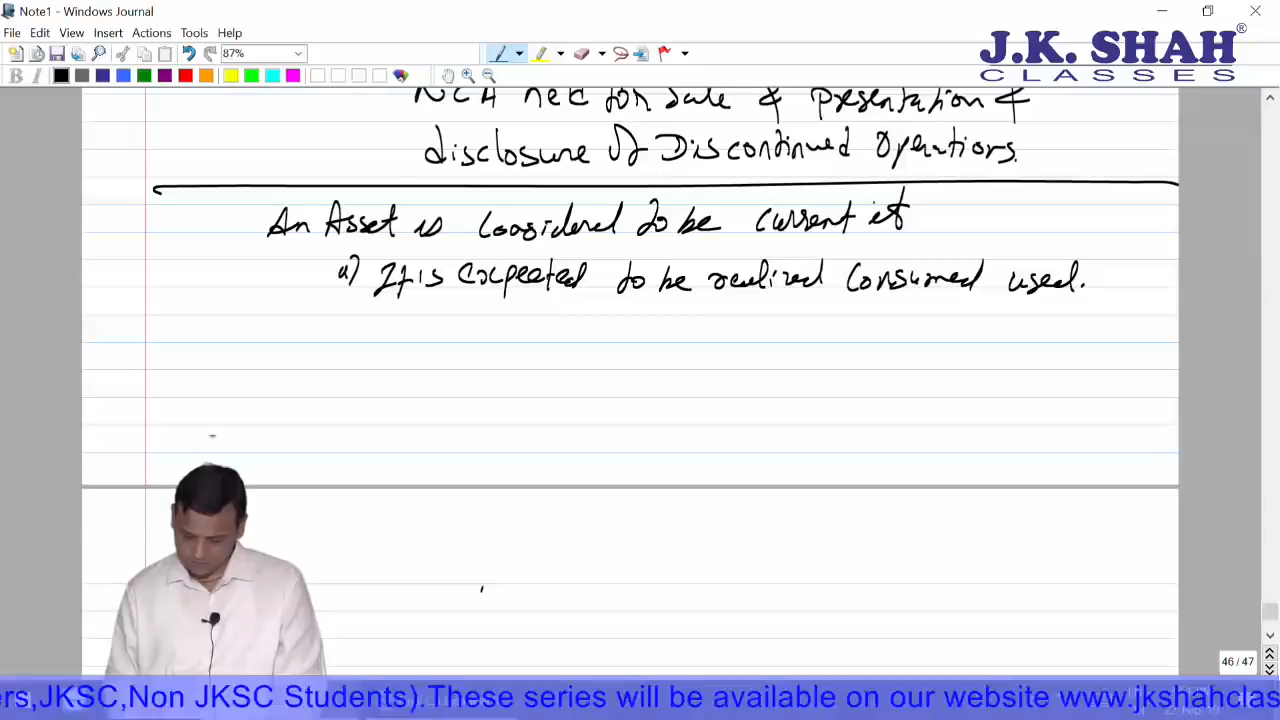 Note1 - Windows Journal
File Edit View Insert Actions Tools Help
87%
J.K. SHAH®
CLASSES
NCA held for sale & presentation &
disclosure of Discontinued Operations.
An Asset is considered to be current if
a) It is expected to be realized consumed used.
46 / 47
ers,JKSC,Non JKSC Students).These series will be available on our website www.jkshahclas